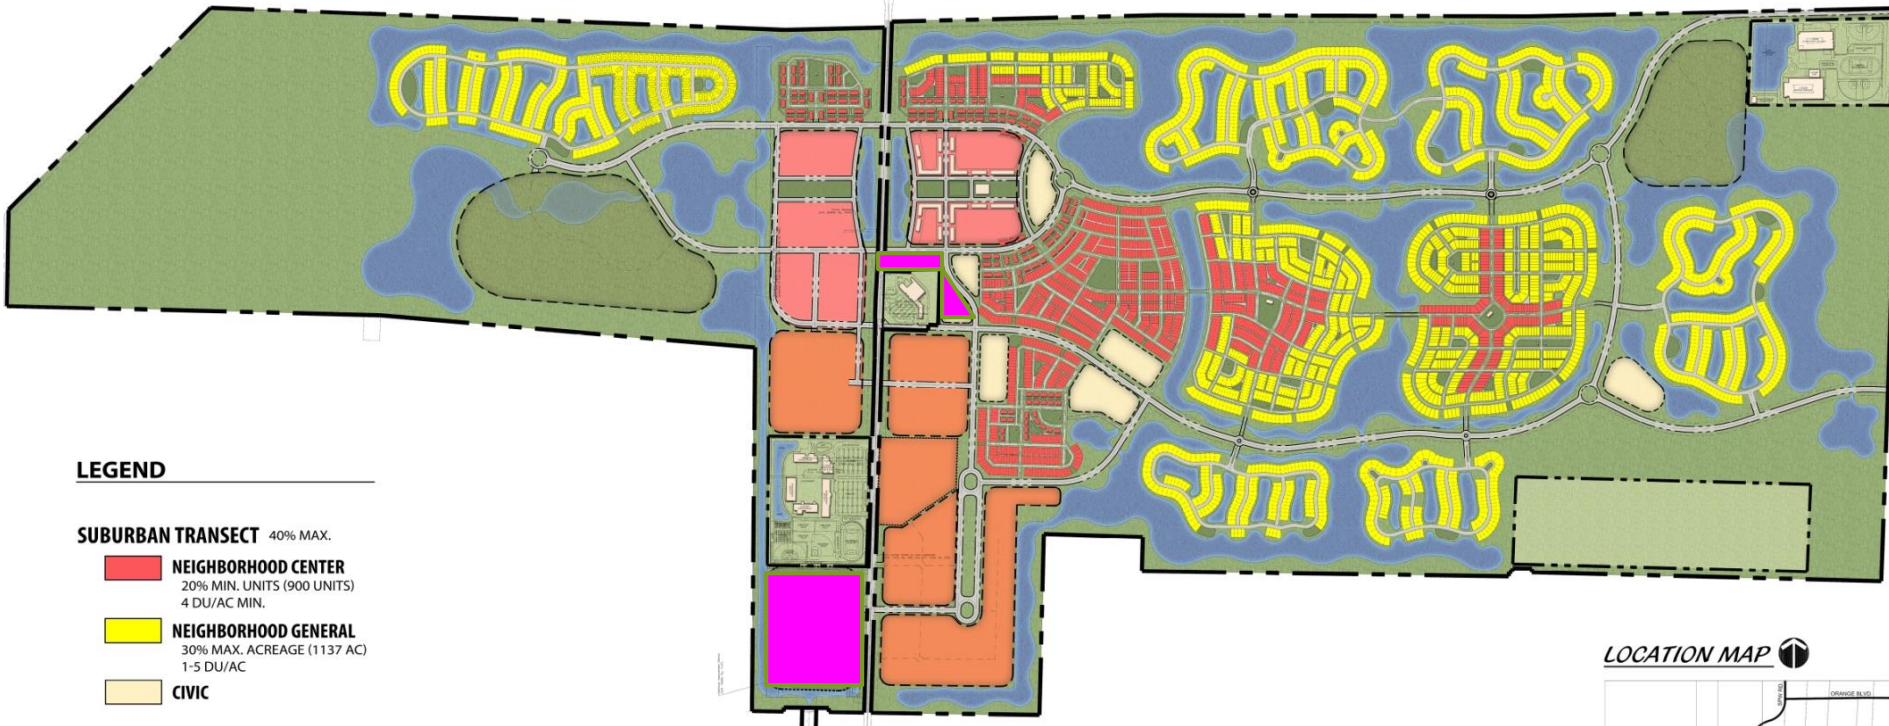 LEGEND
SUBURBAN TRANSECT 40% MAX.
NEIGHBORHOOD CENTER
20% MIN. UNITS (900 UNITS)
4 DU/AC MIN.
NEIGHBORHOOD GENERAL
30% MAX. ACREAGE (1137 AC)
1-5 DU/AC
CIVIC
LOCATION MAP
ORANGE BLVD